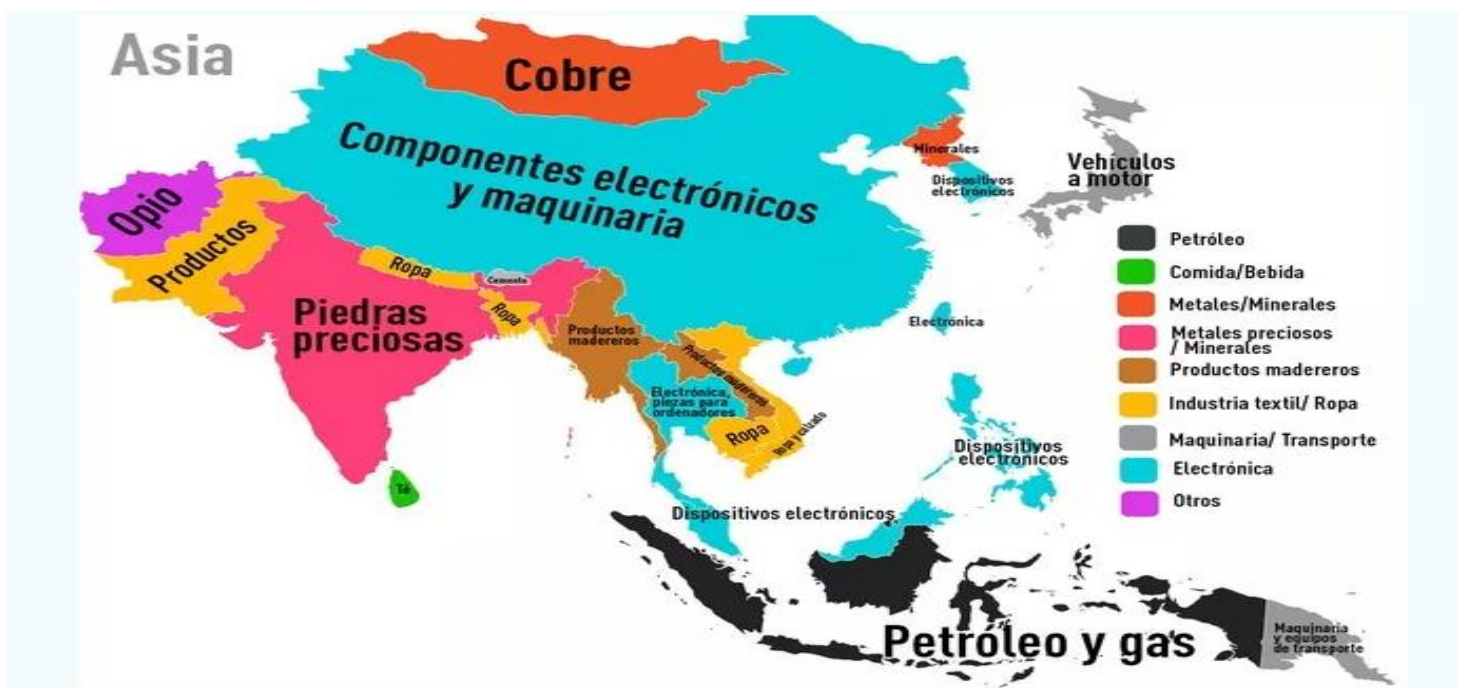 Asia
Cobre
Componentes electrónicos
y maquinaria
Minerales
Dispositivos
electrónicos
Vehículos
a motor
Opio
Productos
Ropa
Cemento
Ropa
Piedras
preciosas
Productos
madereros
Productos madereros
Electrónica
Electrónica,
piezas para
ordenadores
Ropa
Ropa y calzado
Té
Dispositivos
electrónicos
Dispositivos electrónicos
Petróleo y gas
Maquinaria
y equipos
de transporte
Petróleo
Comida/Bebida
Metales/Minerales
Metales preciosos
/ Minerales
Productos madereros
Industria textil/ Ropa
Maquinaria/ Transporte
Electrónica
Otros